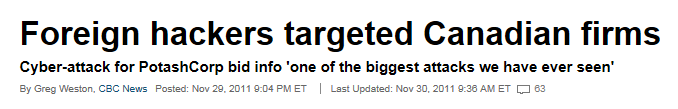 Foreign hackers targeted Canadian firms
Cyber-attack for PotashCorp bid info 'one of the biggest attacks we have ever seen'
By Greg Weston, CBC News Posted: Nov 29, 2011 9:04 PM ET | Last Updated: Nov 30, 2011 9:36 AM ET 63